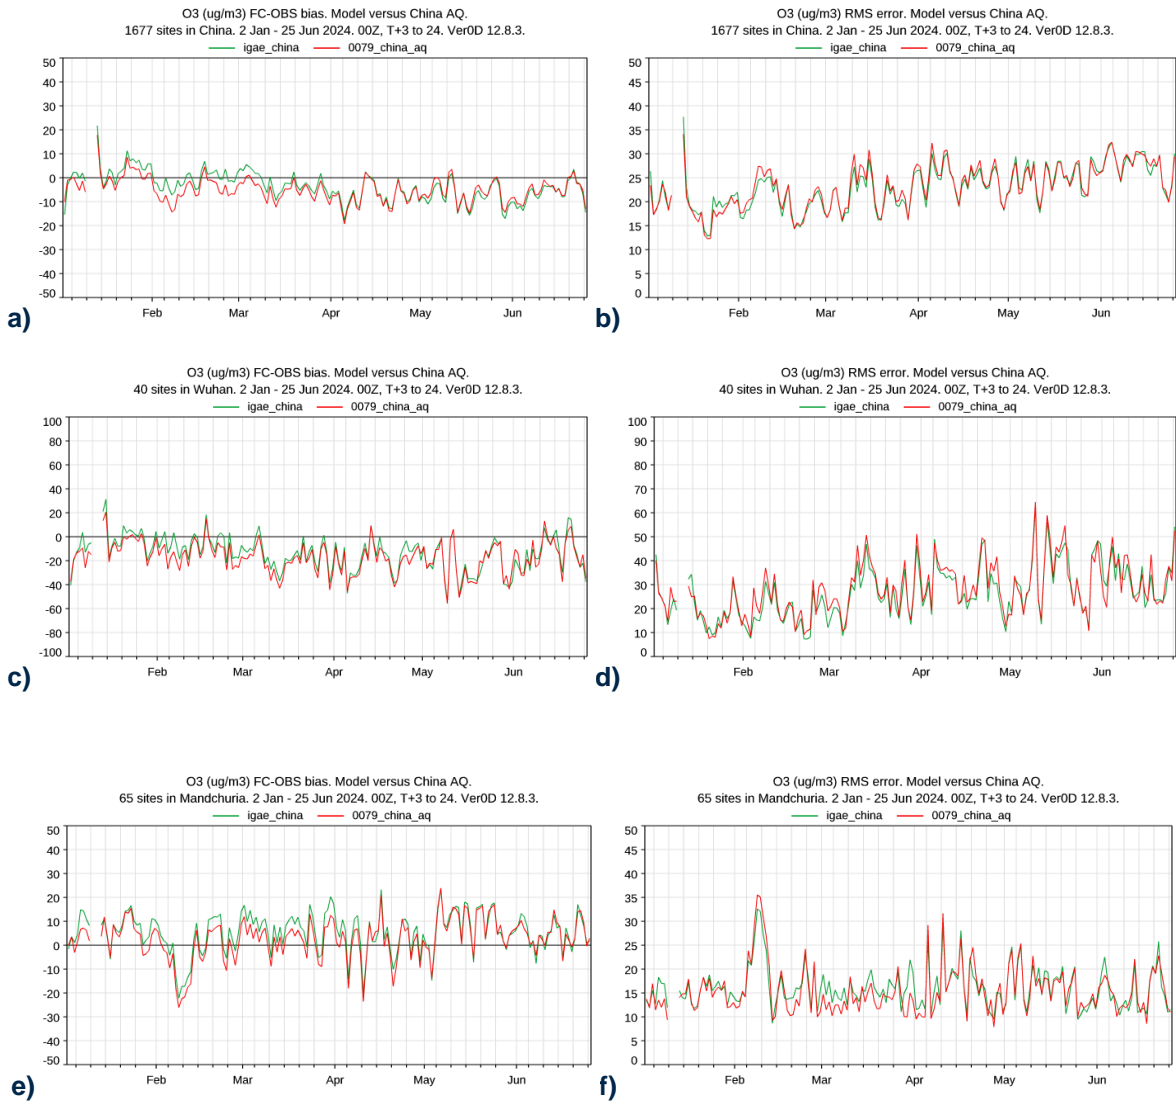 O3 (ug/m3) FC-OBS bias. Model versus China AQ.
1677 sites in China. 2 Jan - 25 Jun 2024. 00Z, T+3 to 24. Ver0D 12.8.3.
igae_china 0079_china_aq
50
40
30
20
10
0
-10
-20
-30
-40
-50
Feb Mar Apr May Jun
a)
O3 (ug/m3) RMS error. Model versus China AQ.
1677 sites in China. 2 Jan - 25 Jun 2024. 00Z, T+3 to 24. Ver0D 12.8.3.
igae_china 0079_china_aq
50
45
40
35
30
25
20
15
10
5
0
Feb Mar Apr May Jun
b)
O3 (ug/m3) FC-OBS bias. Model versus China AQ.
40 sites in Wuhan. 2 Jan - 25 Jun 2024. 00Z, T+3 to 24. Ver0D 12.8.3.
igae_china 0079_china_aq
100
80
60
40
20
0
-20
-40
-60
-80
-100
Feb Mar Apr May Jun
c)
O3 (ug/m3) RMS error. Model versus China AQ.
40 sites in Wuhan. 2 Jan - 25 Jun 2024. 00Z, T+3 to 24. Ver0D 12.8.3.
igae_china 0079_china_aq
100
90
80
70
60
50
40
30
20
10
0
Feb Mar Apr May Jun
d)
O3 (ug/m3) FC-OBS bias. Model versus China AQ.
65 sites in Mandchuria. 2 Jan - 25 Jun 2024. 00Z, T+3 to 24. Ver0D 12.8.3.
igae_china 0079_china_aq
50
40
30
20
10
0
-10
-20
-30
-40
-50
Feb Mar Apr May Jun
e)
O3 (ug/m3) RMS error. Model versus China AQ.
65 sites in Mandchuria. 2 Jan - 25 Jun 2024. 00Z, T+3 to 24. Ver0D 12.8.3.
igae_china 0079_china_aq
50
45
40
35
30
25
20
15
10
5
0
Feb Mar Apr May Jun
f)